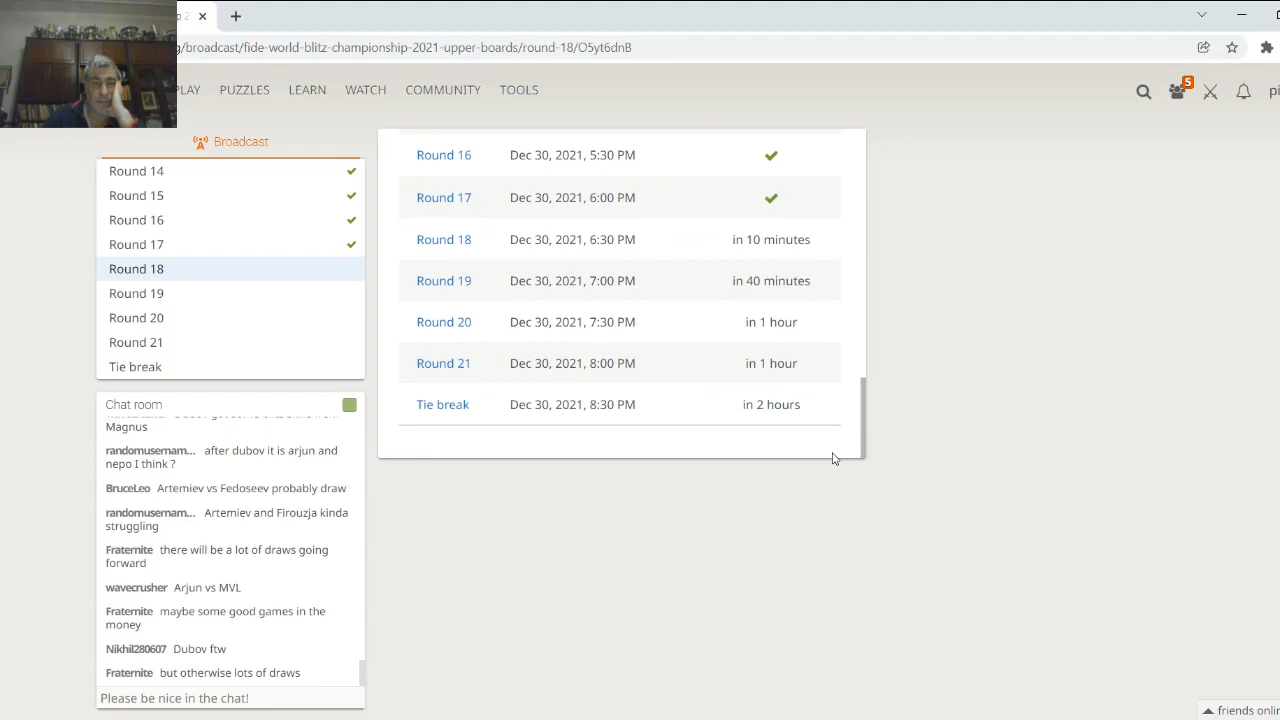 g/broadcast/fide-world-blitz-championship-2021-upper-boards/round-18/O5yt6dnB
PLAY PUZZLES LEARN WATCH COMMUNITY TOOLS
5
Broadcast
Round 14
Round 15
Round 16
Round 17
Round 18
Round 19
Round 20
Round 21
Tie break
Round 16 Dec 30, 2021, 5:30 PM
Round 17 Dec 30, 2021, 6:00 PM
Round 18 Dec 30, 2021, 6:30 PM in 10 minutes
Round 19 Dec 30, 2021, 7:00 PM in 40 minutes
Round 20 Dec 30, 2021, 7:30 PM in 1 hour
Round 21 Dec 30, 2021, 8:00 PM in 1 hour
Tie break Dec 30, 2021, 8:30 PM in 2 hours
Chat room
Magnus
randomusernam... after dubov it is arjun and
nepo I think ?
BruceLeo Artemiev vs Fedoseev probably draw
randomusernam... Artemiev and Firouzja kinda
struggling
Fraternite there will be a lot of draws going
forward
wavecrusher Arjun vs MVL
Fraternite maybe some good games in the
money
Nikhil280607 Dubov ftw
Fraternite but otherwise lots of draws
Please be nice in the chat!
friends onlin